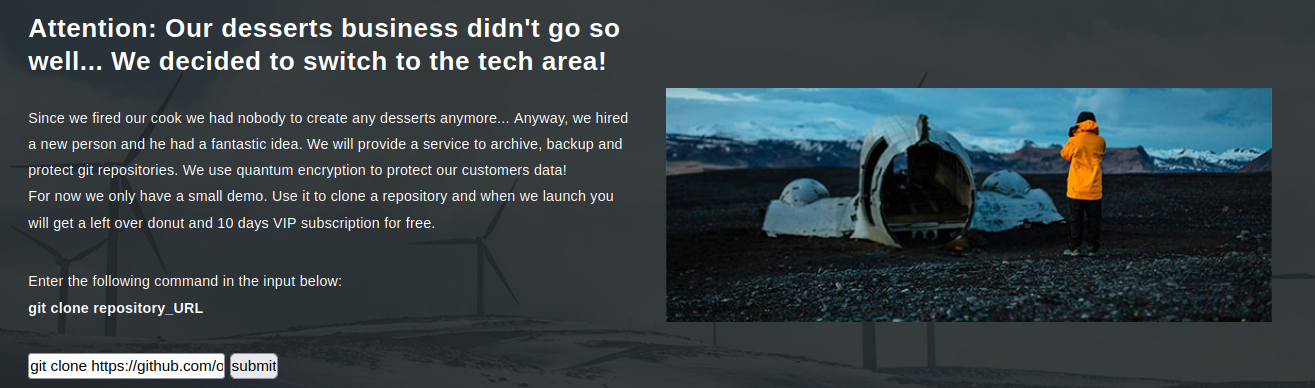 Attention: Our desserts business didn't go so
well... We decided to switch to the tech area!
Since we fired our cook we had nobody to create any desserts anymore... Anyway, we hired
a new person and he had a fantastic idea. We will provide a service to archive, backup and
protect git repositories. We use quantum encryption to protect our customers data!
For now we only have a small demo. Use it to clone a repository and when we launch you
will get a left over donut and 10 days VIP subscription for free.
Enter the following command in the input below:
git clone repository_URL
git clone https://github.com/o submit